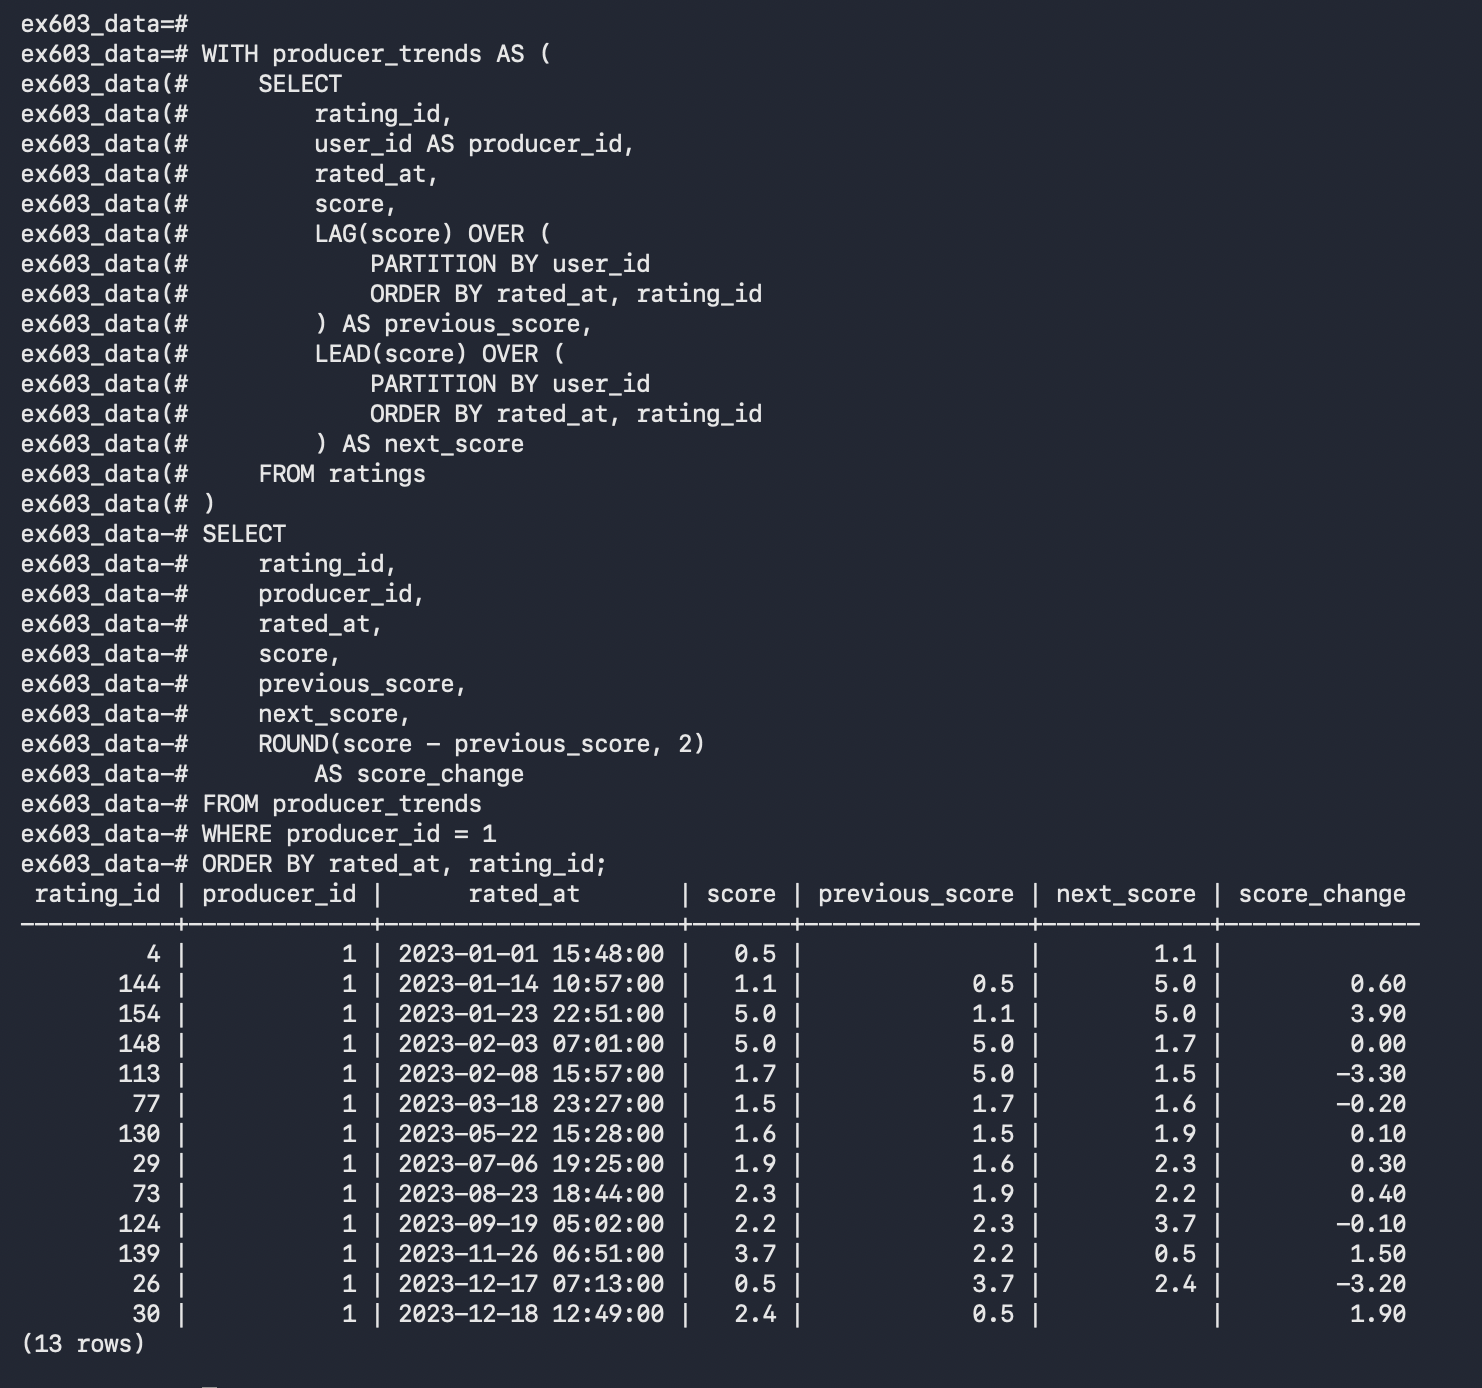 ex603_data=#
ex603_data=# WITH producer_trends AS (
ex603_data(#     SELECT
ex603_data(#         rating_id,
ex603_data(#         user_id AS producer_id,
ex603_data(#         rated_at,
ex603_data(#         score,
ex603_data(#         LAG(score) OVER (
ex603_data(#             PARTITION BY user_id
ex603_data(#             ORDER BY rated_at, rating_id
ex603_data(#         ) AS previous_score,
ex603_data(#         LEAD(score) OVER (
ex603_data(#             PARTITION BY user_id
ex603_data(#             ORDER BY rated_at, rating_id
ex603_data(#         ) AS next_score
ex603_data(#     FROM ratings
ex603_data(# )
ex603_data-# SELECT
ex603_data-#     rating_id,
ex603_data-#     producer_id,
ex603_data-#     rated_at,
ex603_data-#     score,
ex603_data-#     previous_score,
ex603_data-#     next_score,
ex603_data-#     ROUND(score - previous_score, 2)
ex603_data-#         AS score_change
ex603_data-# FROM producer_trends
ex603_data-# WHERE producer_id = 1
ex603_data-# ORDER BY rated_at, rating_id;
 rating_id | producer_id |      rated_at       | score | previous_score | next_score | score_change
-----------+-------------+---------------------+-------+----------------+------------+--------------
         4 |           1 | 2023-01-01 15:48:00 |   0.5 |                |        1.1 |
       144 |           1 | 2023-01-14 10:57:00 |   1.1 |            0.5 |        5.0 |         0.60
       154 |           1 | 2023-01-23 22:51:00 |   5.0 |            1.1 |        5.0 |         3.90
       148 |           1 | 2023-02-03 07:01:00 |   5.0 |            5.0 |        1.7 |         0.00
       113 |           1 | 2023-02-08 15:57:00 |   1.7 |            5.0 |        1.5 |        -3.30
        77 |           1 | 2023-03-18 23:27:00 |   1.5 |            1.7 |        1.6 |        -0.20
       130 |           1 | 2023-05-22 15:28:00 |   1.6 |            1.5 |        1.9 |         0.10
        29 |           1 | 2023-07-06 19:25:00 |   1.9 |            1.6 |        2.3 |         0.30
        73 |           1 | 2023-08-23 18:44:00 |   2.3 |            1.9 |        2.2 |         0.40
       124 |           1 | 2023-09-19 05:02:00 |   2.2 |            2.3 |        3.7 |        -0.10
       139 |           1 | 2023-11-26 06:51:00 |   3.7 |            2.2 |        0.5 |         1.50
        26 |           1 | 2023-12-17 07:13:00 |   0.5 |            3.7 |        2.4 |        -3.20
        30 |           1 | 2023-12-18 12:49:00 |   2.4 |            0.5 |            |         1.90
(13 rows)